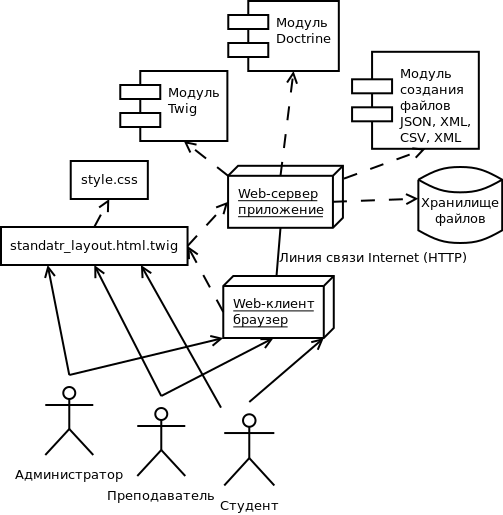 Модуль
Doctrine
Модуль
Twig
Модуль
создания
файлов
JSON, XML,
CSV, XML
style.css
Web-сервер
приложение
Хранилище
файлов
standatr_layout.html.twig
Линия связи Internet (HTTP)
Web-клиент
браузер
Администратор
Преподаватель
Студент